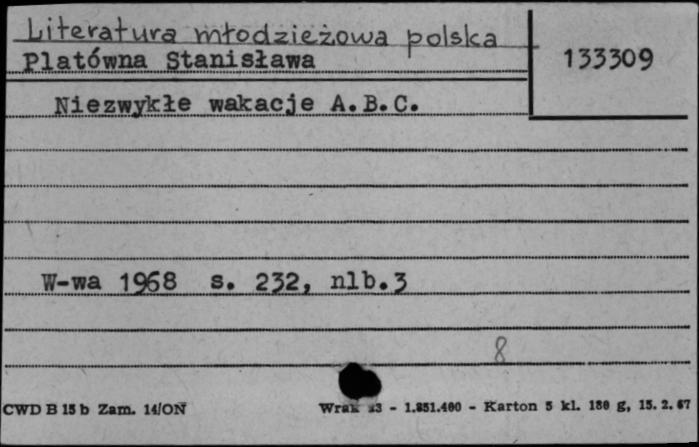 Literatura młodzieżowa polska
Platówna Stanisława
133309
Niezwykłe wakacje A.B.C.
W-wa 1968 s. 232, nlb.3
8
CWD B 15 b Zam. 14/ON
- 1.851.400 - Karton 5 kl. 180 g, 15. 2. 67